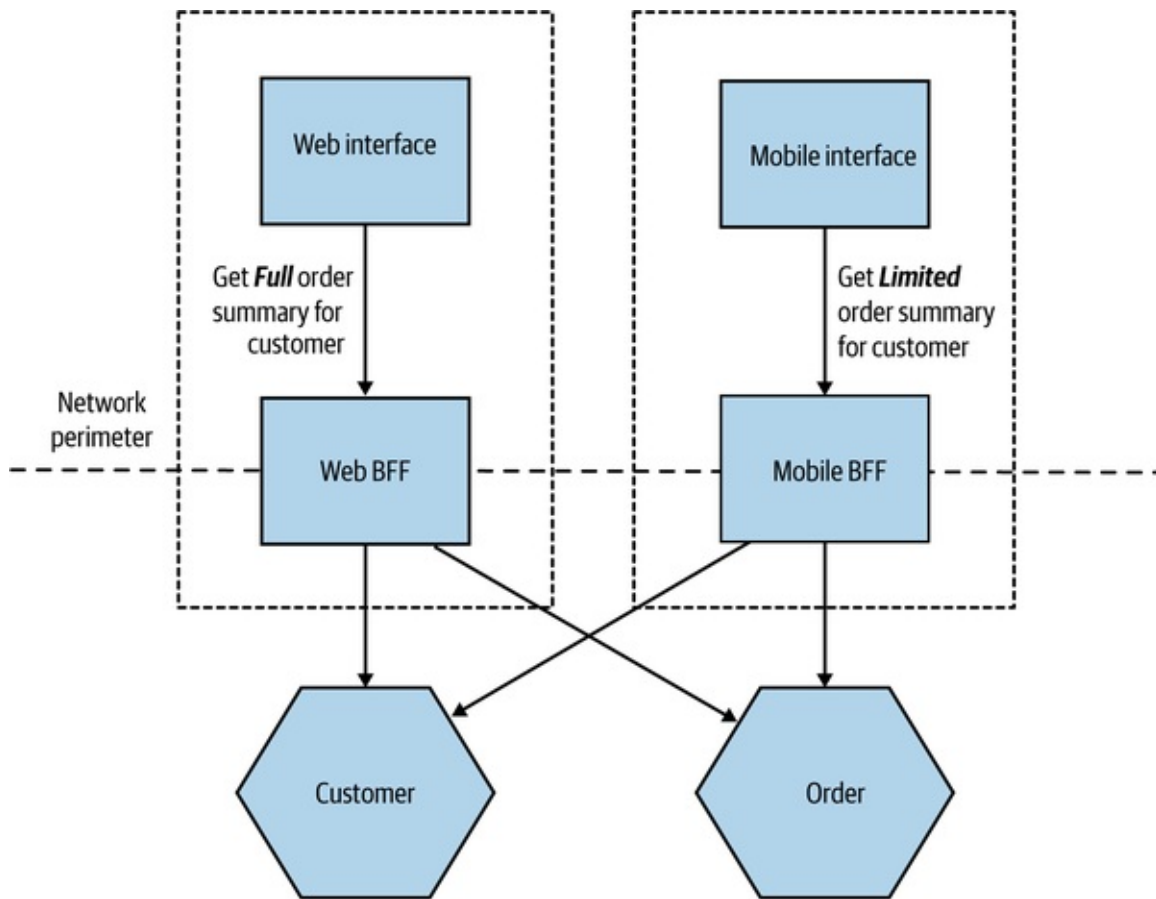 Web interface
Mobile interface
Get Full order
summary for
customer
Get Limited
order summary
for customer
Network
perimeter
Web BFF
Mobile BFF
Customer
Order